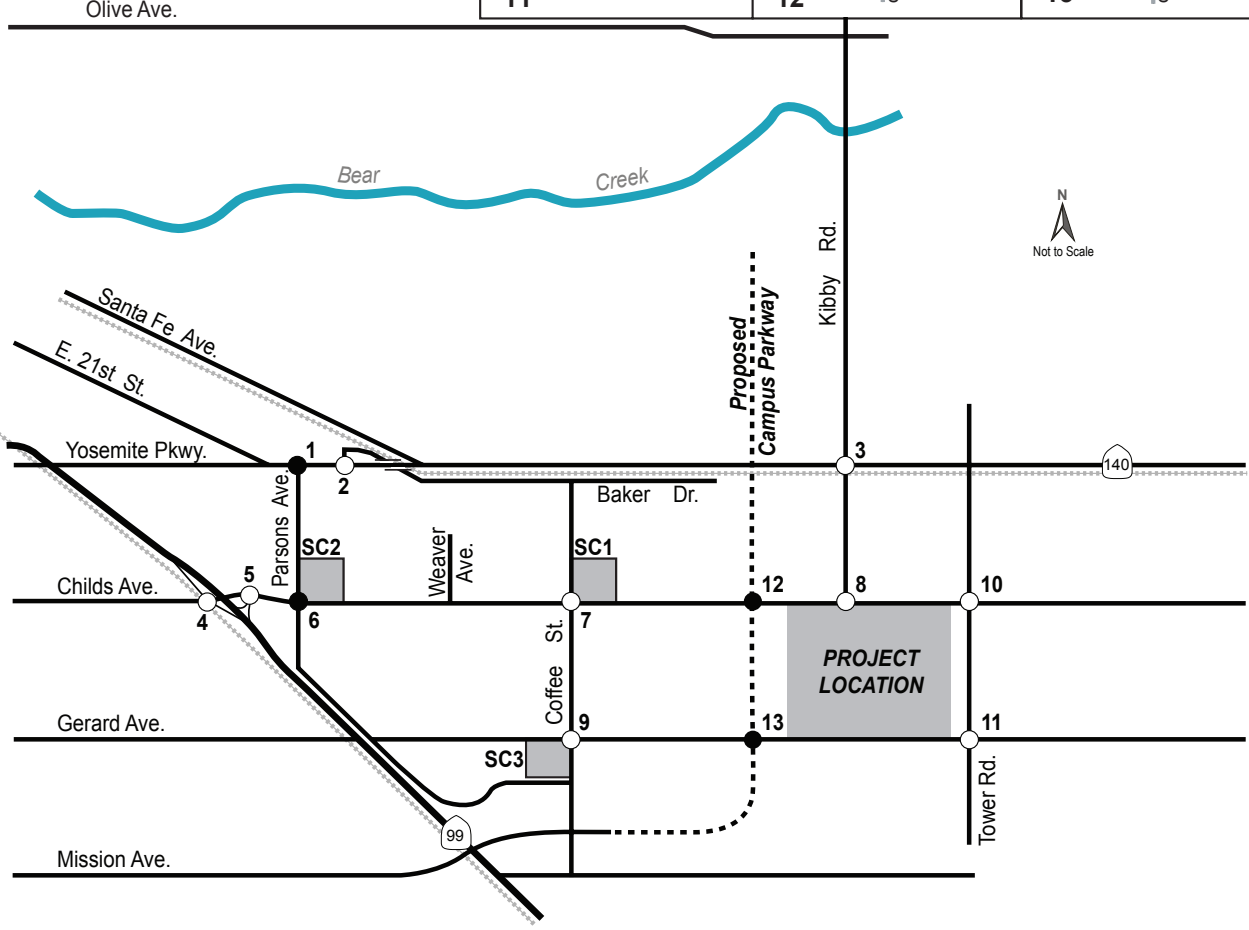 11
12
Olive Ave.
Bear
Creek
N
Not to Scale
Kibby Rd.
Proposed
Campus Parkway
Santa Fe Ave.
E. 21st St.
Yosemite Pkwy.
1
2
3
140
Baker Dr.
Parsons Ave.
SC2
Weaver
Ave.
SC1
Childs Ave.
4
5
6
7
12
8
10
Coffee St.
PROJECT
LOCATION
Gerard Ave.
9
13
11
SC3
Tower Rd.
99
Mission Ave.